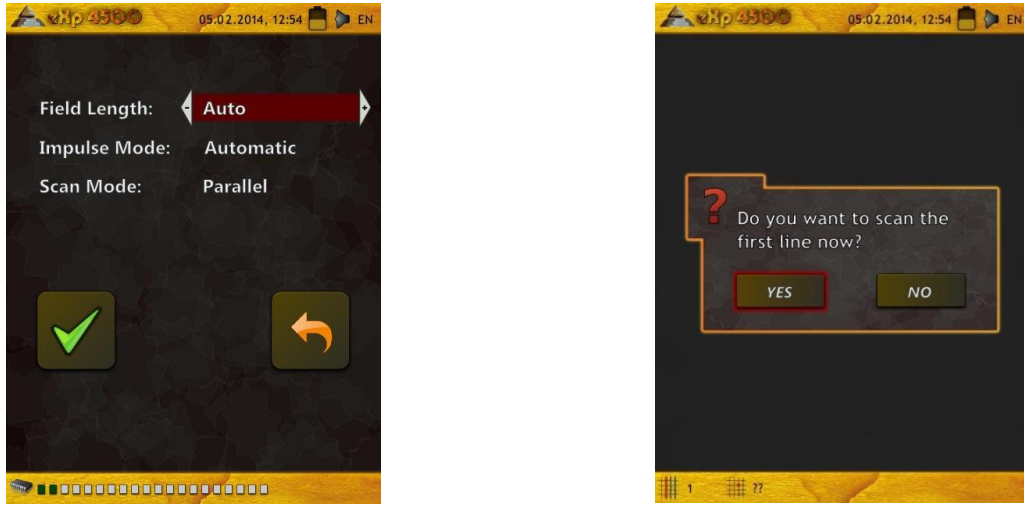 eXp 4500 05.02.2014, 12:54 EN
Field Length: - Auto +
Impulse Mode: Automatic
Scan Mode: Parallel
eXp 4500 05.02.2014, 12:54 EN
? Do you want to scan the
first line now?
YES NO
1 ??